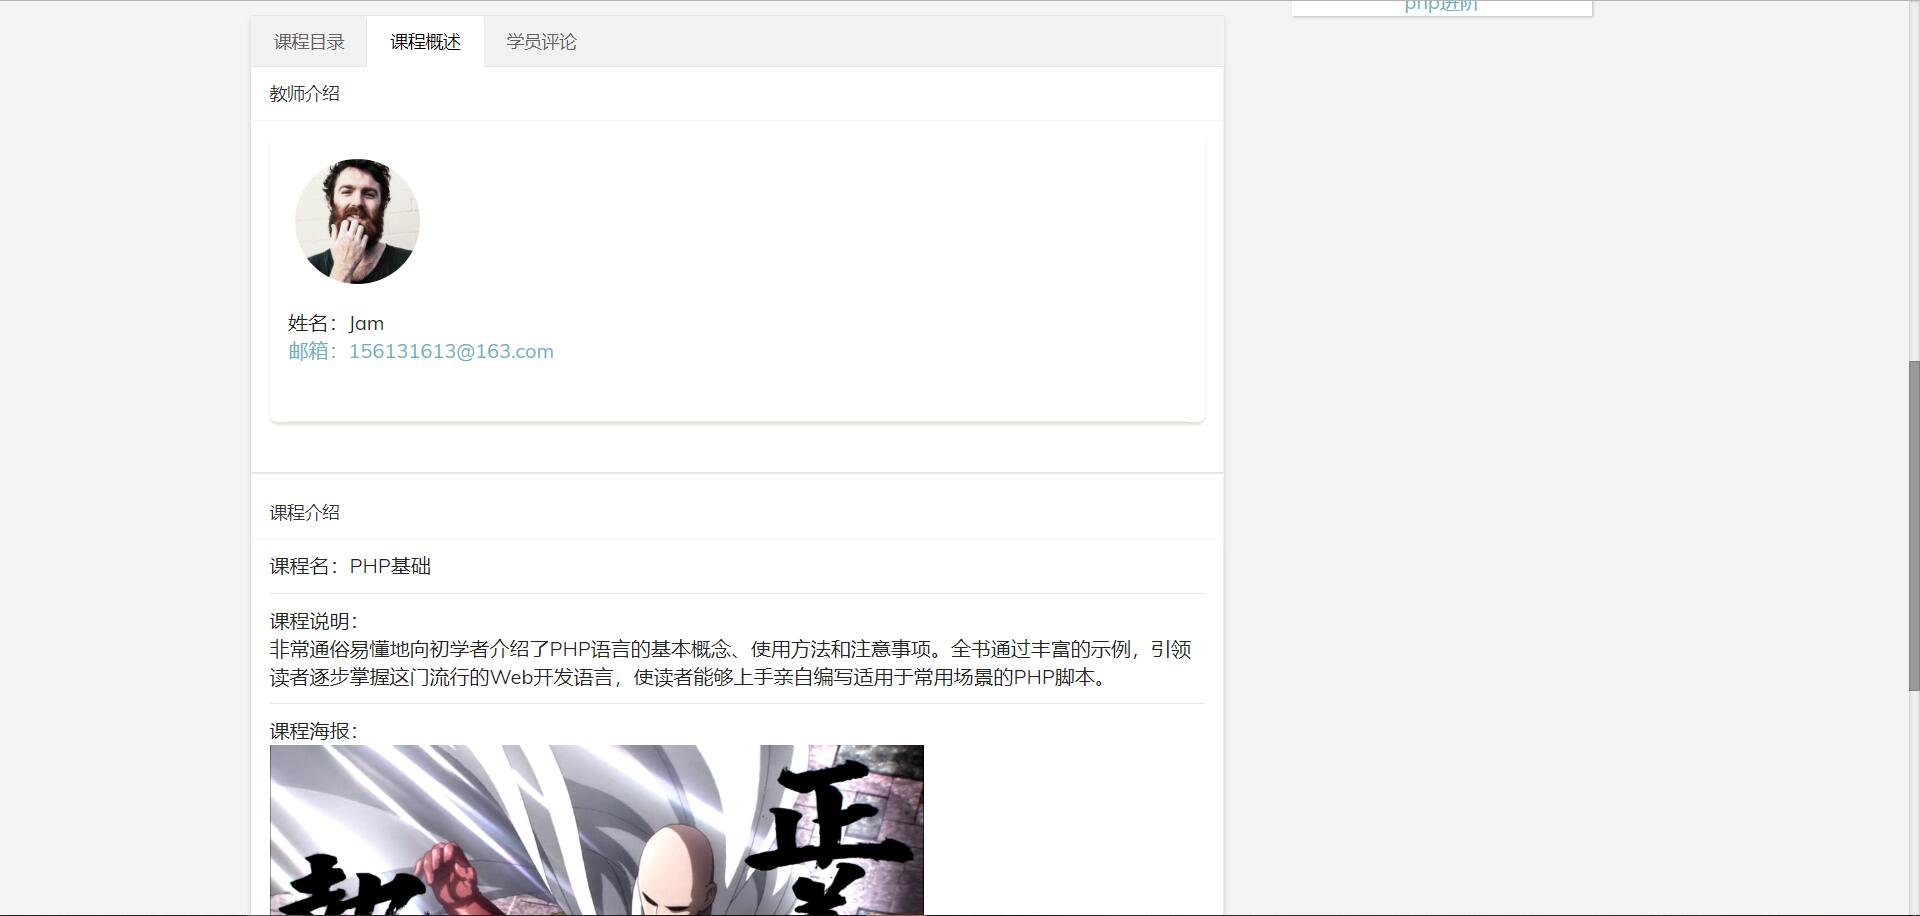 php进阶
课程目录 课程概述 学员评论
教师介绍
姓名：Jam
邮箱：156131613@163.com
课程介绍
课程名：PHP基础
课程说明：
非常通俗易懂地向初学者介绍了PHP语言的基本概念、使用方法和注意事项。全书通过丰富的示例，引领
读者逐步掌握这门流行的Web开发语言，使读者能够上手亲自编写适用于常用场景的PHP脚本。
课程海报：
正